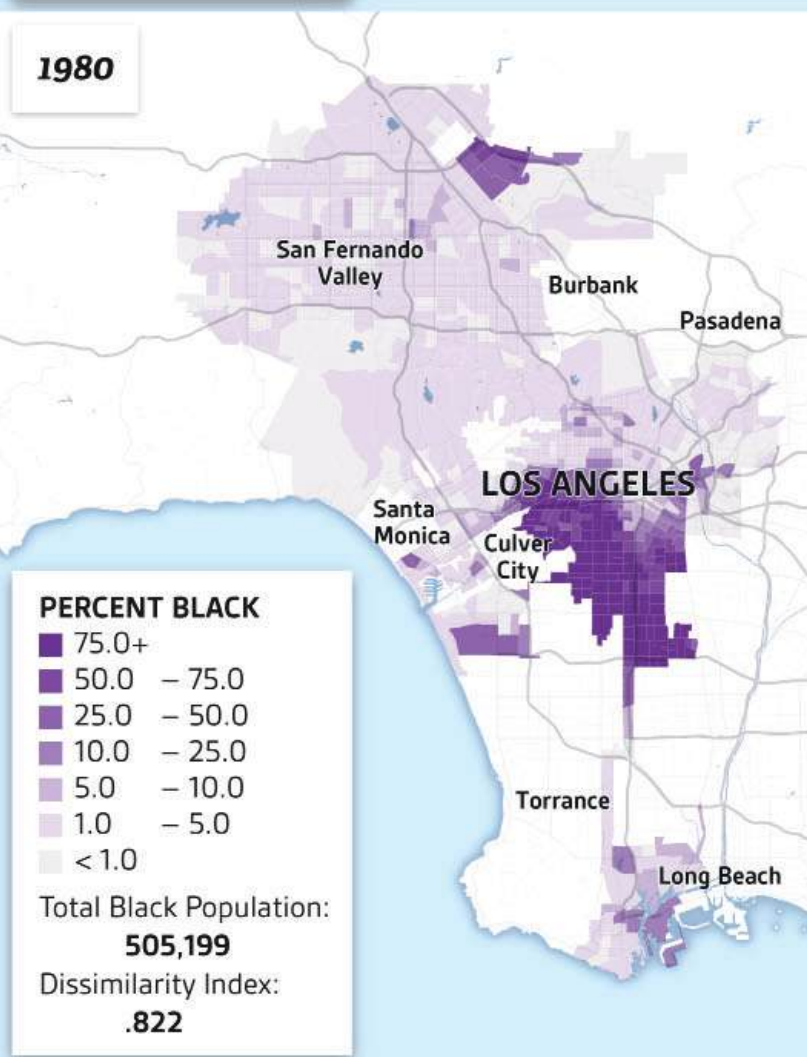 1980
San Fernando
Valley
Burbank
Pasadena
LOS ANGELES
Santa
Monica
Culver
City
Torrance
Long Beach
PERCENT BLACK
75.0+
50.0 – 75.0
25.0 – 50.0
10.0 – 25.0
5.0 – 10.0
1.0 – 5.0
< 1.0
Total Black Population:
505,199
Dissimilarity Index:
.822